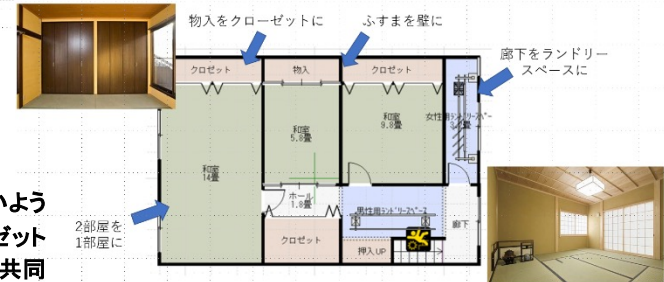 物入をクローゼットに
ふすまを壁に
廊下をランドリー
スペースに
クロゼット
物入
クロゼット
和室
5.8畳
和室
9.8畳
女性用ランドリースペー
和室
14畳
ホール
1.8畳
男性用ランドリースペース
廊下
クロゼット
押入
UP
2部屋を
1部屋に
いよう
ゼット
共同